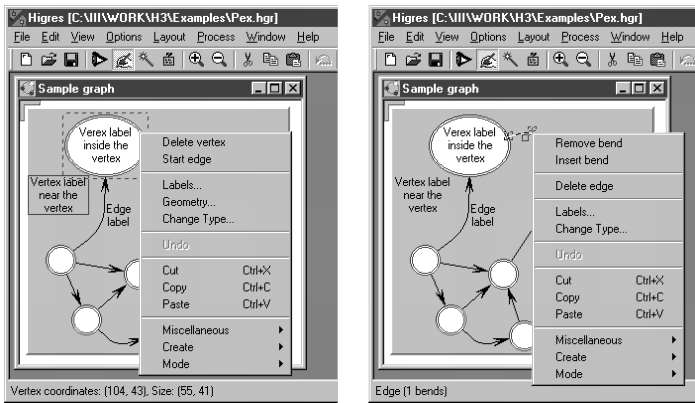 Higres [C:\III\WORK\H3\Examples\Pex.hgr]
File Edit View Options Layout Process Window Help
Sample graph
Verex label
inside the
vertex
Vertex label
near the
vertex
Edge
label
Delete vertex
Start edge
Labels...
Geometry...
Change Type...
Undo
Cut Ctrl+X
Copy Ctrl+C
Paste Ctrl+V
Miscellaneous
Create
Mode
Vertex coordinates: (104, 43), Size: (55, 41)
Higres [C:\III\WORK\H3\Examples\Pex.hgr]
File Edit View Options Layout Process Window Help
Sample graph
Verex label
inside the
vertex
Vertex label
near the
vertex
Edge
label
Remove bend
Insert bend
Delete edge
Labels...
Change Type...
Undo
Cut Ctrl+X
Copy Ctrl+C
Paste Ctrl+V
Miscellaneous
Create
Mode
Edge (1 bends)